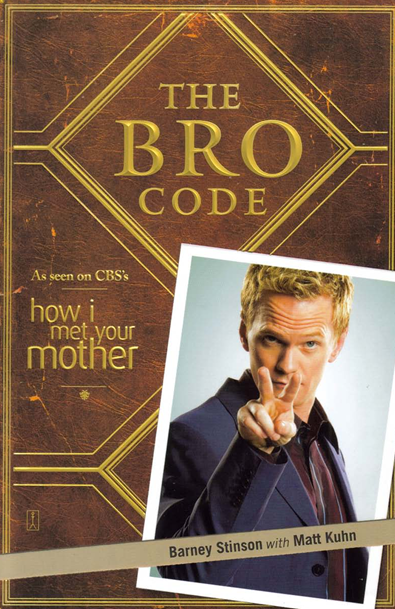 THE
BRO
CODE
As seen on CBS's
how i
met your
mother
Barney Stinson with Matt Kuhn